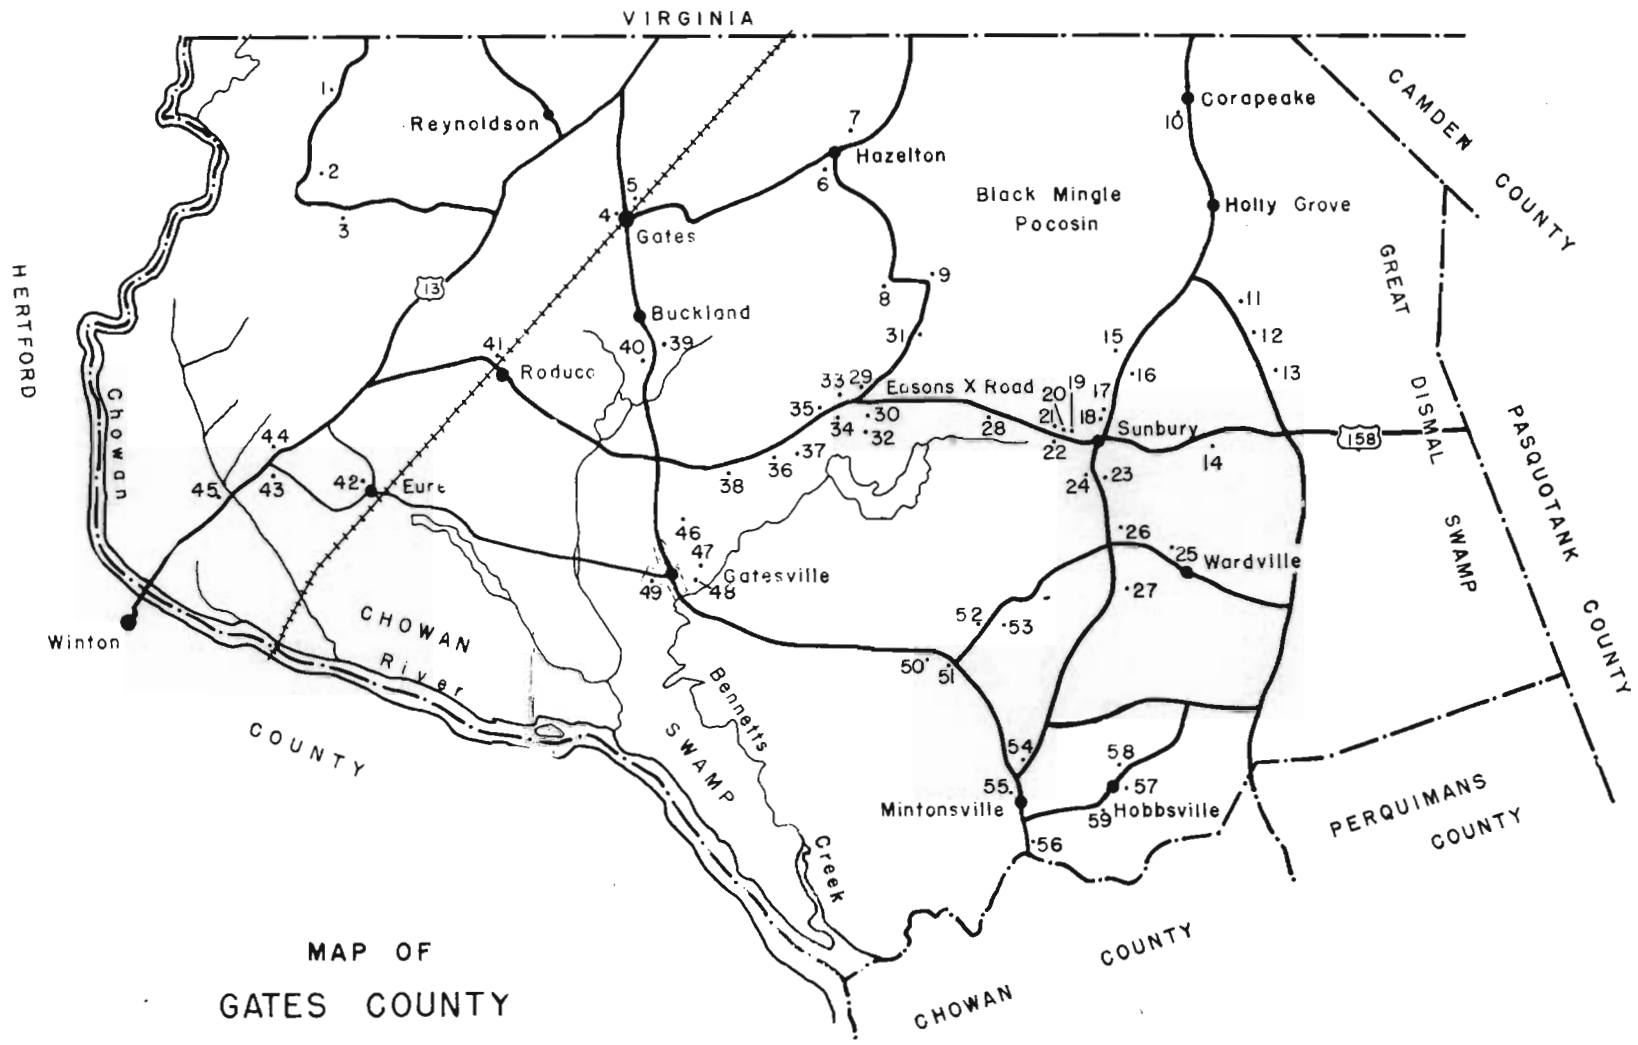 VIRGINIA
CAMDEN
COUNTY
1
2
3
Reynoldson
7
Hazelton
6
Corapeake
10
5
4
Gates
Black Mingle
Pocosin
Holly Grove
HERTFORD
13
GREAT
9
8
11
Buckland
12
31
15
41
40
39
Roduco
13
16
33
29
Easons X Road
20
19
17
DISMAL
Chowan
35
34
30
32
28
21
18
Sunbury
22
158
14
PASQUOTANK
COUNTY
44
45
43
42
Eure
38
36
37
24
23
46
26
25
Wardville
SWAMP
47
Gatesville
49
48
27
52
53
Winton
CHOWAN
River
50
51
Bennetts
COUNTY
SWAMP
54
58
55
57
Mintonsville
59
Hobbsville
PERQUIMANS
COUNTY
56
Creek
MAP OF
GATES COUNTY
CHOWAN
COUNTY